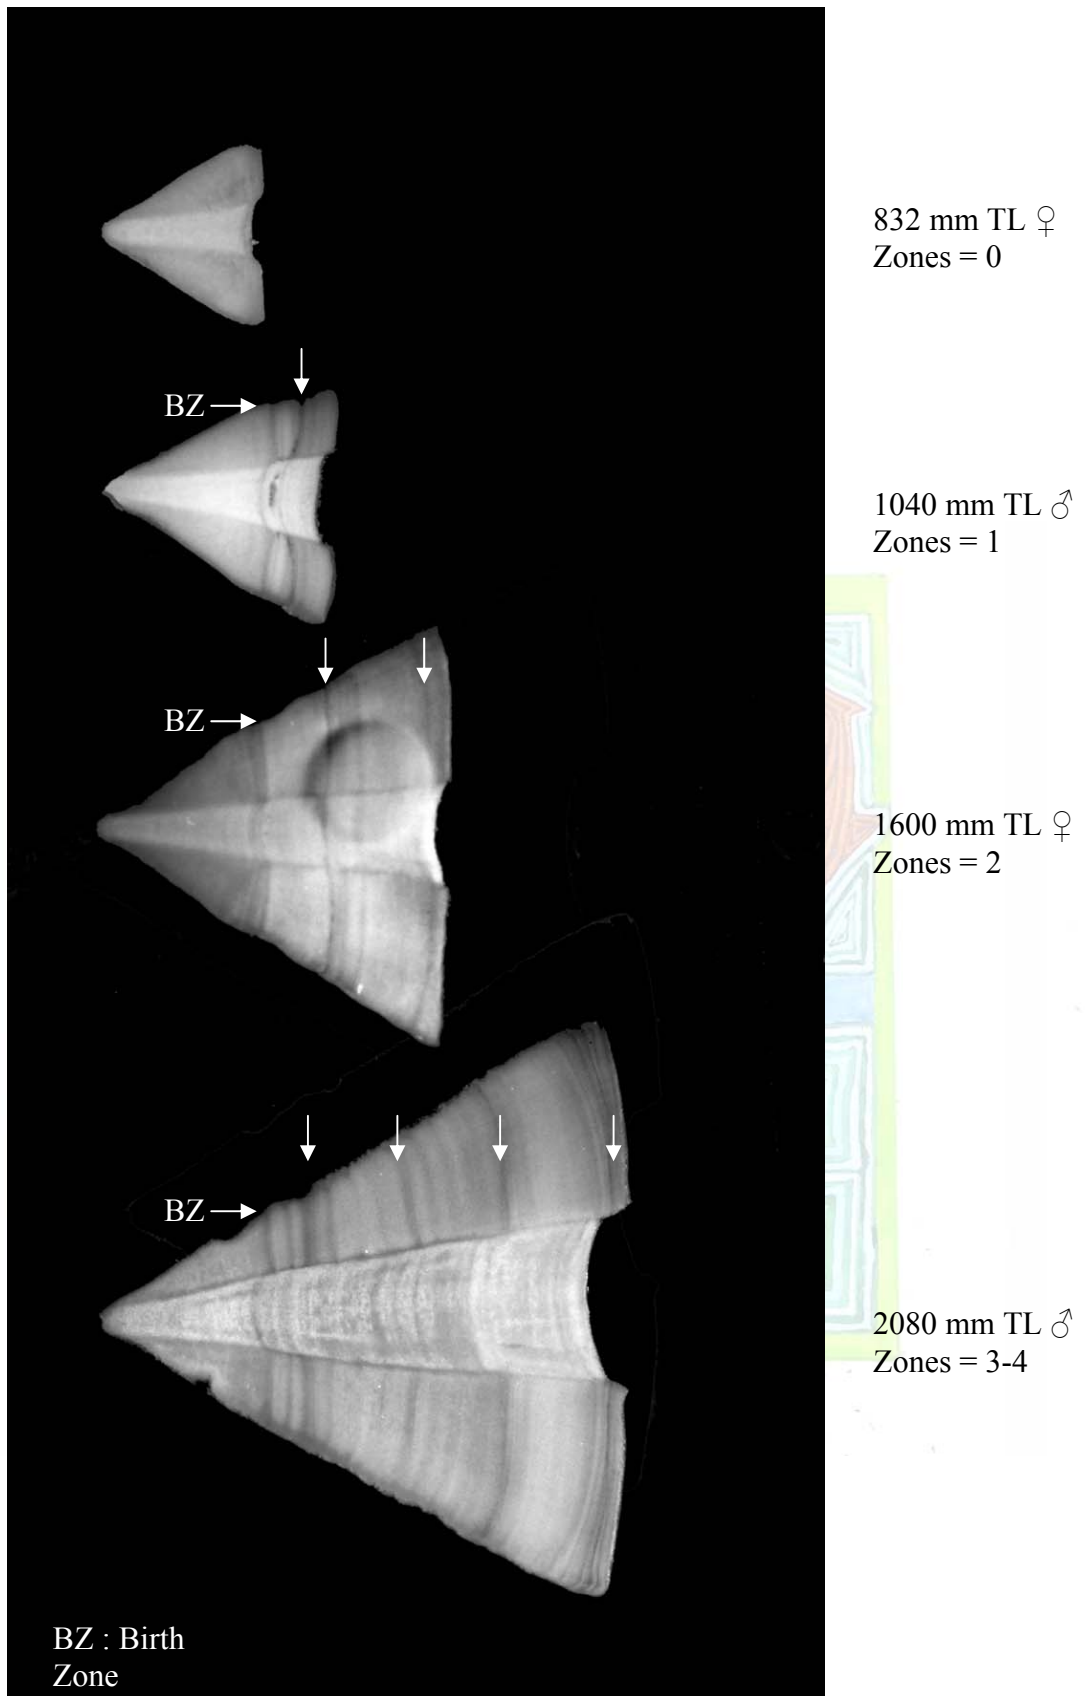 832 mm TL ♀
Zones = 0
BZ
1040 mm TL ♂
Zones = 1
BZ
1600 mm TL ♀
Zones = 2
BZ
2080 mm TL ♂
Zones = 3-4
BZ : Birth
Zone